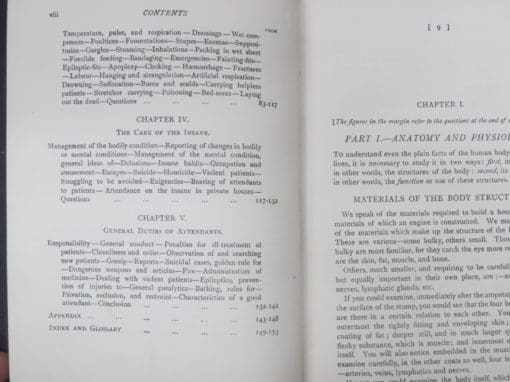 viii
CONTENTS
PAGE
Temperature, pulse, and respiration—Dressings—Wet com-
presses—Poultices—Fomentations—Stupes—Enemas—Supposi-
tories—Gargles—Steaming—Inhalations—Packing in wet sheet
—Forcible feeding—Bandaging—Emergencies—Fainting-fits—
Epileptic-fits—Apoplexy—Choking—Hæmorrhage—Fractures
—Labour—Hanging and strangulation—Artificial respiration—
Drowning—Suffocation—Burns and scalds—Carrying helpless
patients—Stretcher carrying—Poisoning—Bed-sores—Laying
out the dead—Questions ... ... ... ... 83-117
CHAPTER IV.
THE CARE OF THE INSANE.
Management of the bodily condition—Reporting of changes in bodily
or mental conditions—Management of the mental condition,
general ideas of—Delusions—Insane habits—Occupation and
amusement—Escapes—Suicide—Homicide—Violent patients—
Struggling to be avoided—Exigencies—Bearing of attendants
to patients—Attendance on the insane in private houses—
Questions ... ... ... ... ... 117-132
CHAPTER V.
GENERAL DUTIES OF ATTENDANTS.
Responsibility—General conduct—Penalties for ill-treatment of
patients—Cleanliness and order—Observation of and searching
new patients—Gossip—Reports—Suicidal cases, golden rule for
—Dangerous weapons and articles—Fire—Administration of
medicine—Dealing with violent patients—Epileptics, preven-
tion of injuries to—General paralytics—Bathing, rules for—
Privation, seclusion, and restraint—Characteristics of a good
attendant—Conclusion ... ... ... ... 132-142
APPENDIX ... ... ... ... ... 143-148
INDEX AND GLOSSARY ... ... ... ... 149-153
[ 9 ]
CHAPTER I.
[The figures in the margin refer to the questions at the end of
PART I.—ANATOMY AND PHYSIO
To understand even the plain facts of the human body
lives, it is necessary to study it in two ways: first,
in other words, the structures of the body; second, its
in other words, the function or use of these structures.
MATERIALS OF THE BODY STRUCT
We speak of the materials required to build a hou
materials of which an engine is constructed. We ma
of the materials which make up the structure of the
These are various—some bulky, others small. Thos
bulky are most familiar, for they catch the eye more re
are the skin, fat, muscle, and bone.
Others, much smaller, and requiring to be carefully
but equally important in their own place, are:—ar
nerves, lymphatic glands, etc.
If you could examine, immediately after the amputat
the surface of the stump, you would see that the four b
are there in a certain relation to each other. You
outermost the tightly fitting and enveloping skin;
coating of fat; deeper still, and in much larger q
fleshy substance, which is muscle; and innermost
itself. You will also notice embedded in the mus
examine carefully, in the other coats as well, four
—arteries, veins, lymphatics and nerves.